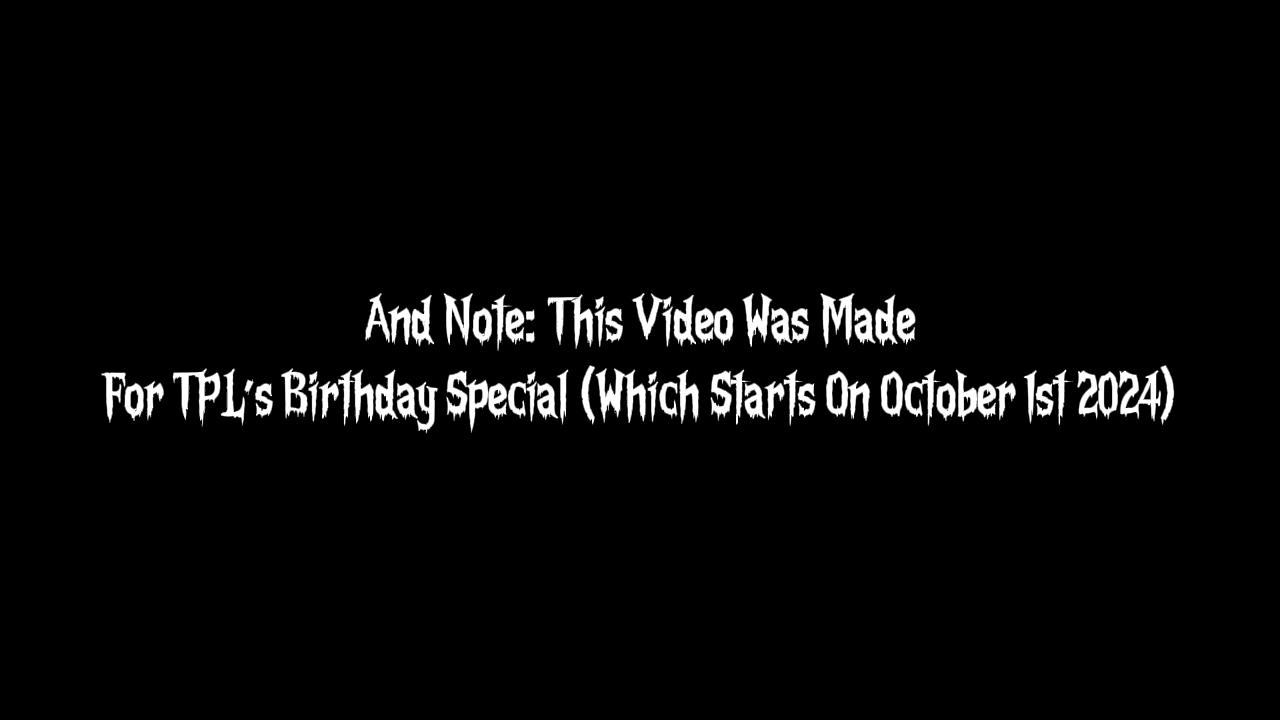 And Note: This Video Was Made
For TPL's Birthday Special (Which Starts On October 1st 2024)